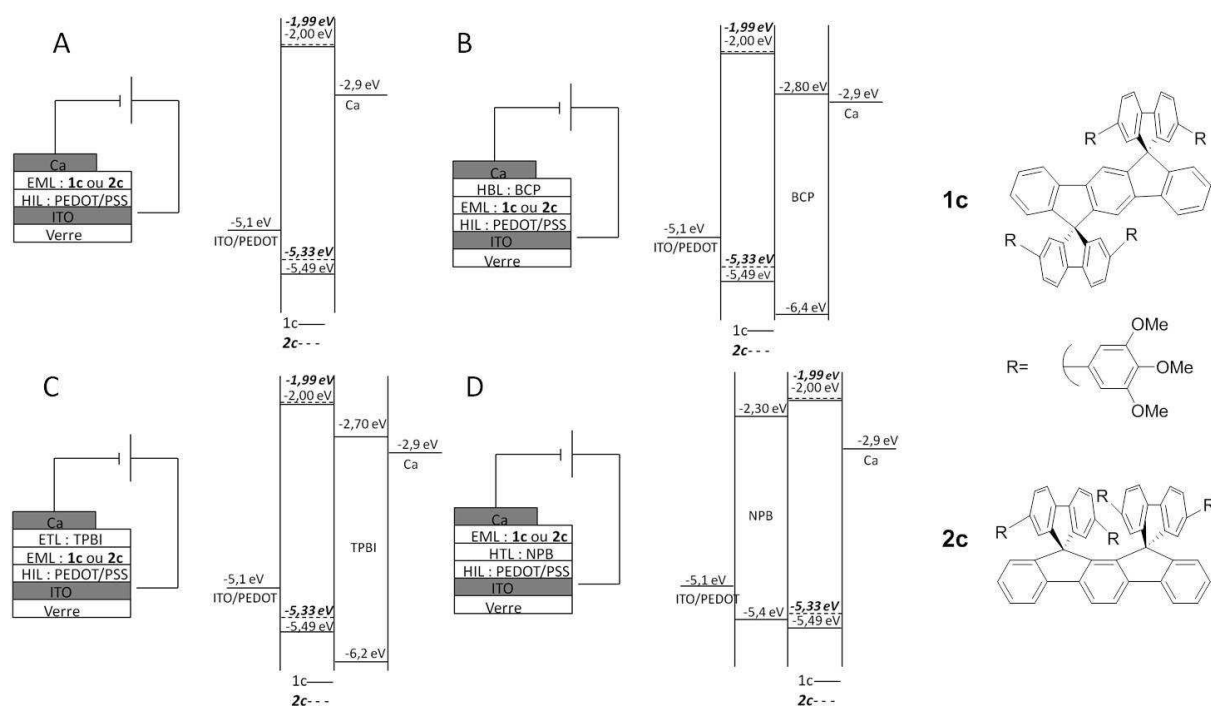 A
Ca
EML : 1c ou 2c
HIL : PEDOT/PSS
ITO
Verre
-1,99 eV
-2,00 eV
-2,9 eV
Ca
-5,1 eV
ITO/PEDOT
-5,33 eV
-5,49 eV
1c
2c- - -
B
Ca
HBL : BCP
EML : 1c ou 2c
HIL : PEDOT/PSS
ITO
Verre
-1,99 eV
-2,00 eV
-2,80 eV
-2,9 eV
Ca
BCP
-5,1 eV
ITO/PEDOT
-5,33 eV
-5,49 eV
-6,4 eV
1c
2c- - -
1c
R
R
R
R
R=
OMe
OMe
OMe
C
Ca
ETL : TPBI
EML : 1c ou 2c
HIL : PEDOT/PSS
ITO
Verre
-1,99 eV
-2,00 eV
-2,70 eV
-2,9 eV
Ca
TPBI
-5,1 eV
ITO/PEDOT
-5,33 eV
-5,49 eV
-6,2 eV
1c
2c- - -
D
Ca
EML : 1c ou 2c
HTL : NPB
HIL : PEDOT/PSS
ITO
Verre
-1,99 eV
-2,00 eV
-2,30 eV
-2,9 eV
Ca
NPB
-5,1 eV
ITO/PEDOT
-5,4 eV
-5,33 eV
-5,49 eV
1c
2c- - -
2c
R
R
R
R